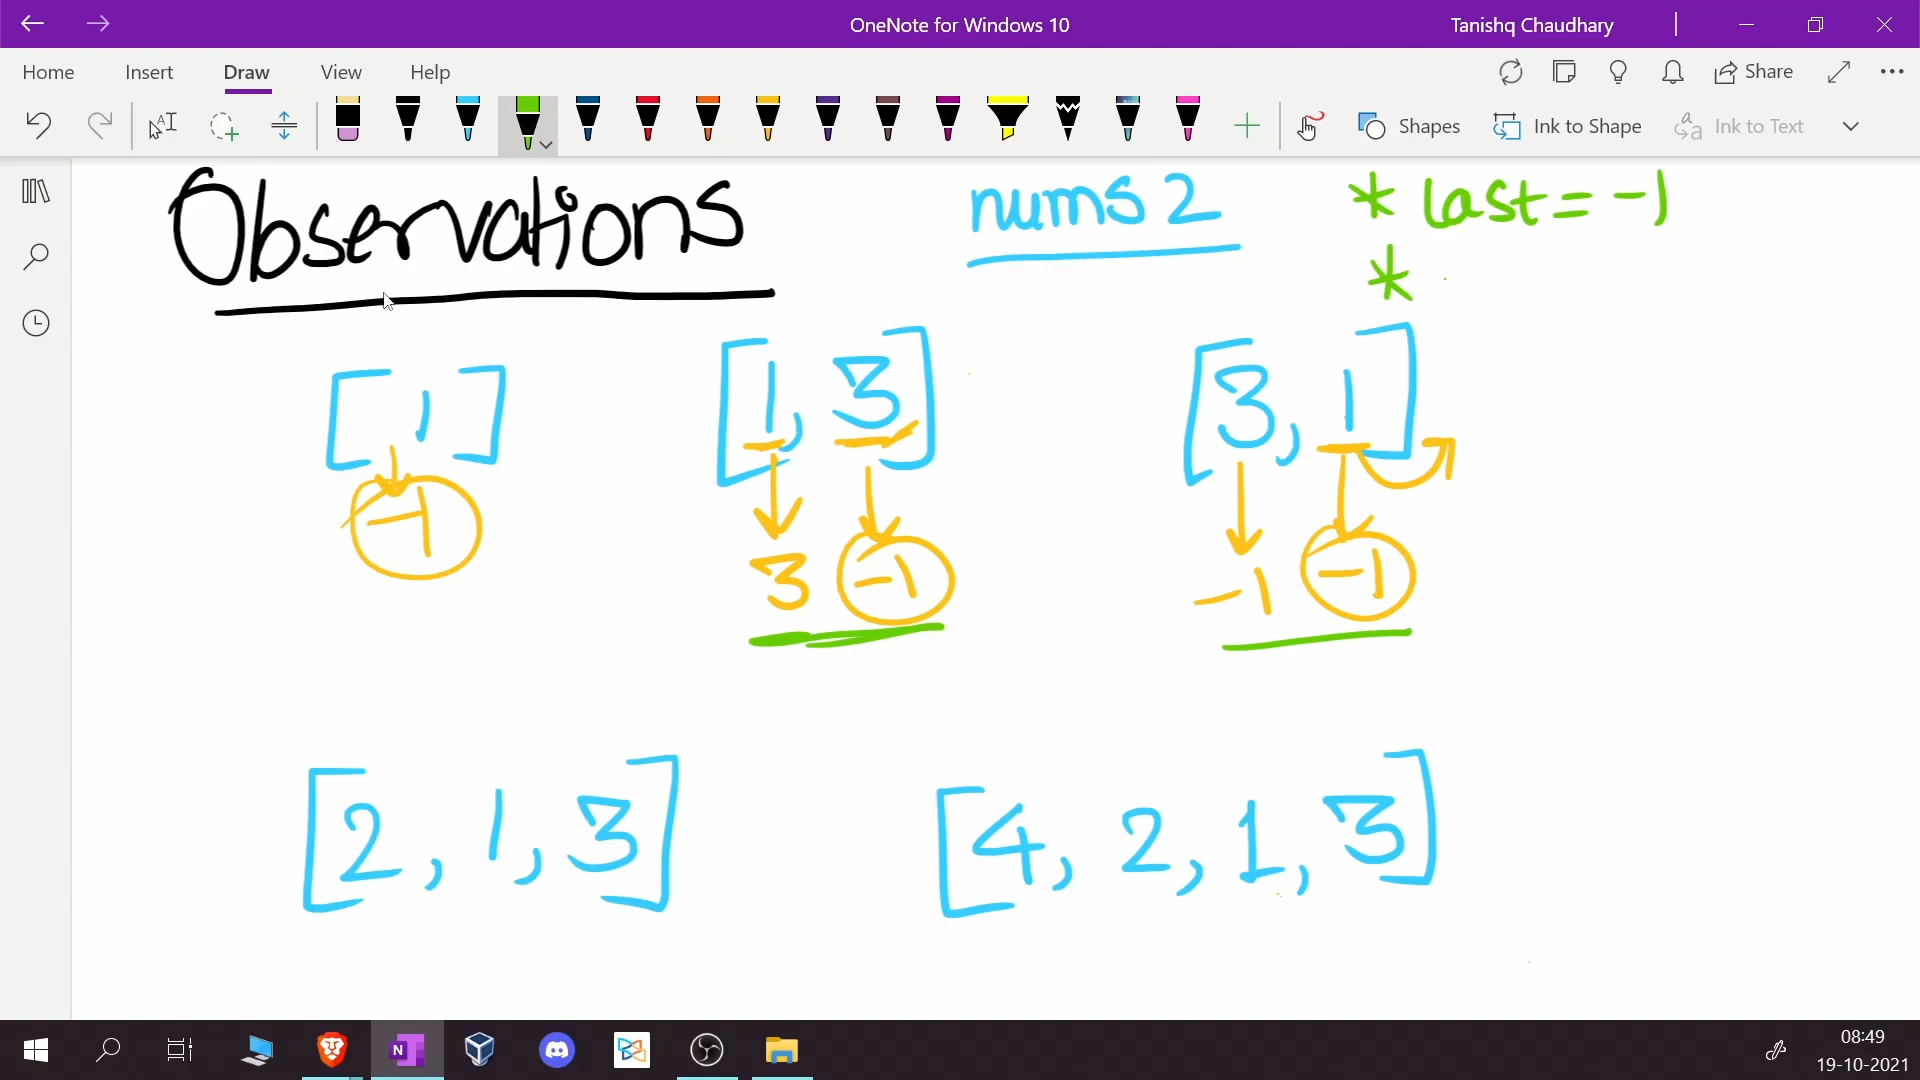 OneNote for Windows 10
Tanishq Chaudhary
Home Insert Draw View Help
Share
Shapes Ink to Shape Ink to Text
Observations
nums 2
* last = -1
*
[1]
[1, 3]
[3, 1]
-1
3 -1
-1 -1
[2, 1, 3]
[4, 2, 1, 3]
08:49
19-10-2021